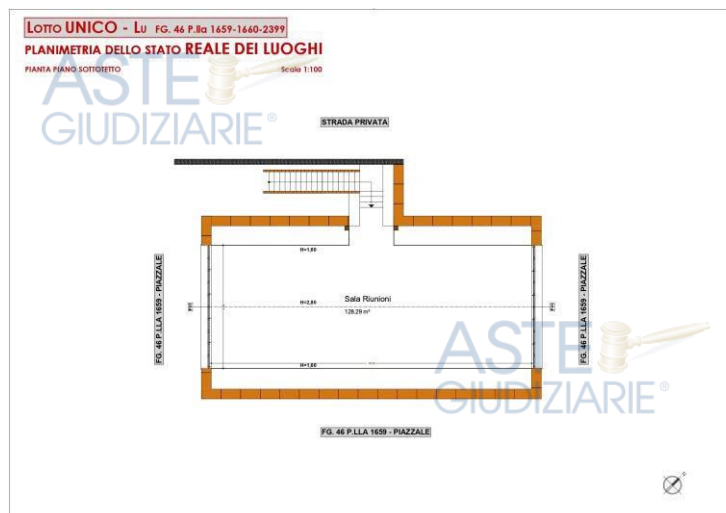 LOTTO UNICO - LU FG. 46 P.lla 1659-1660-2399
PLANIMETRIA DELLO STATO REALE DEI LUOGHI
PIANTA PIANO SOTTOTETTO Scala 1:100
ASTE
GIUDIZIARIE®
STRADA PRIVATA
H=1,00
FG. 46 P.LLA 1659 - PIAZZALE
H=2,80
Sala Riunioni
128.29 m²
FG. 46 P.LLA 1659 - PIAZZALE
H=1,00
ASTE
GIUDIZIARIE®
FG. 46 P.LLA 1659 - PIAZZALE